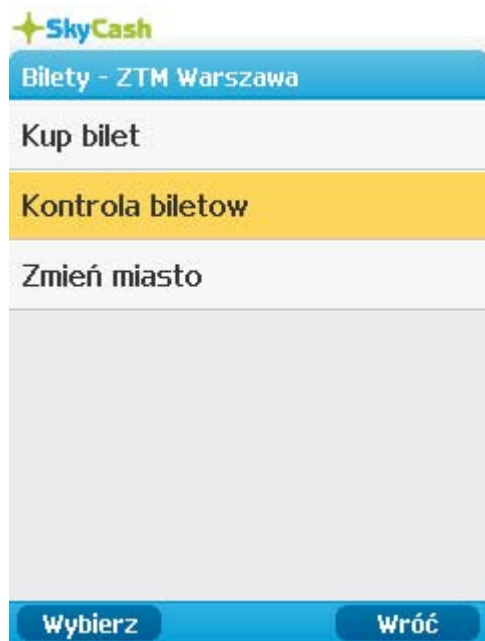 SkyCash
Bilety - ZTM Warszawa
Kup bilet
Kontrola biletow
Zmień miasto
Wybierz Wróć